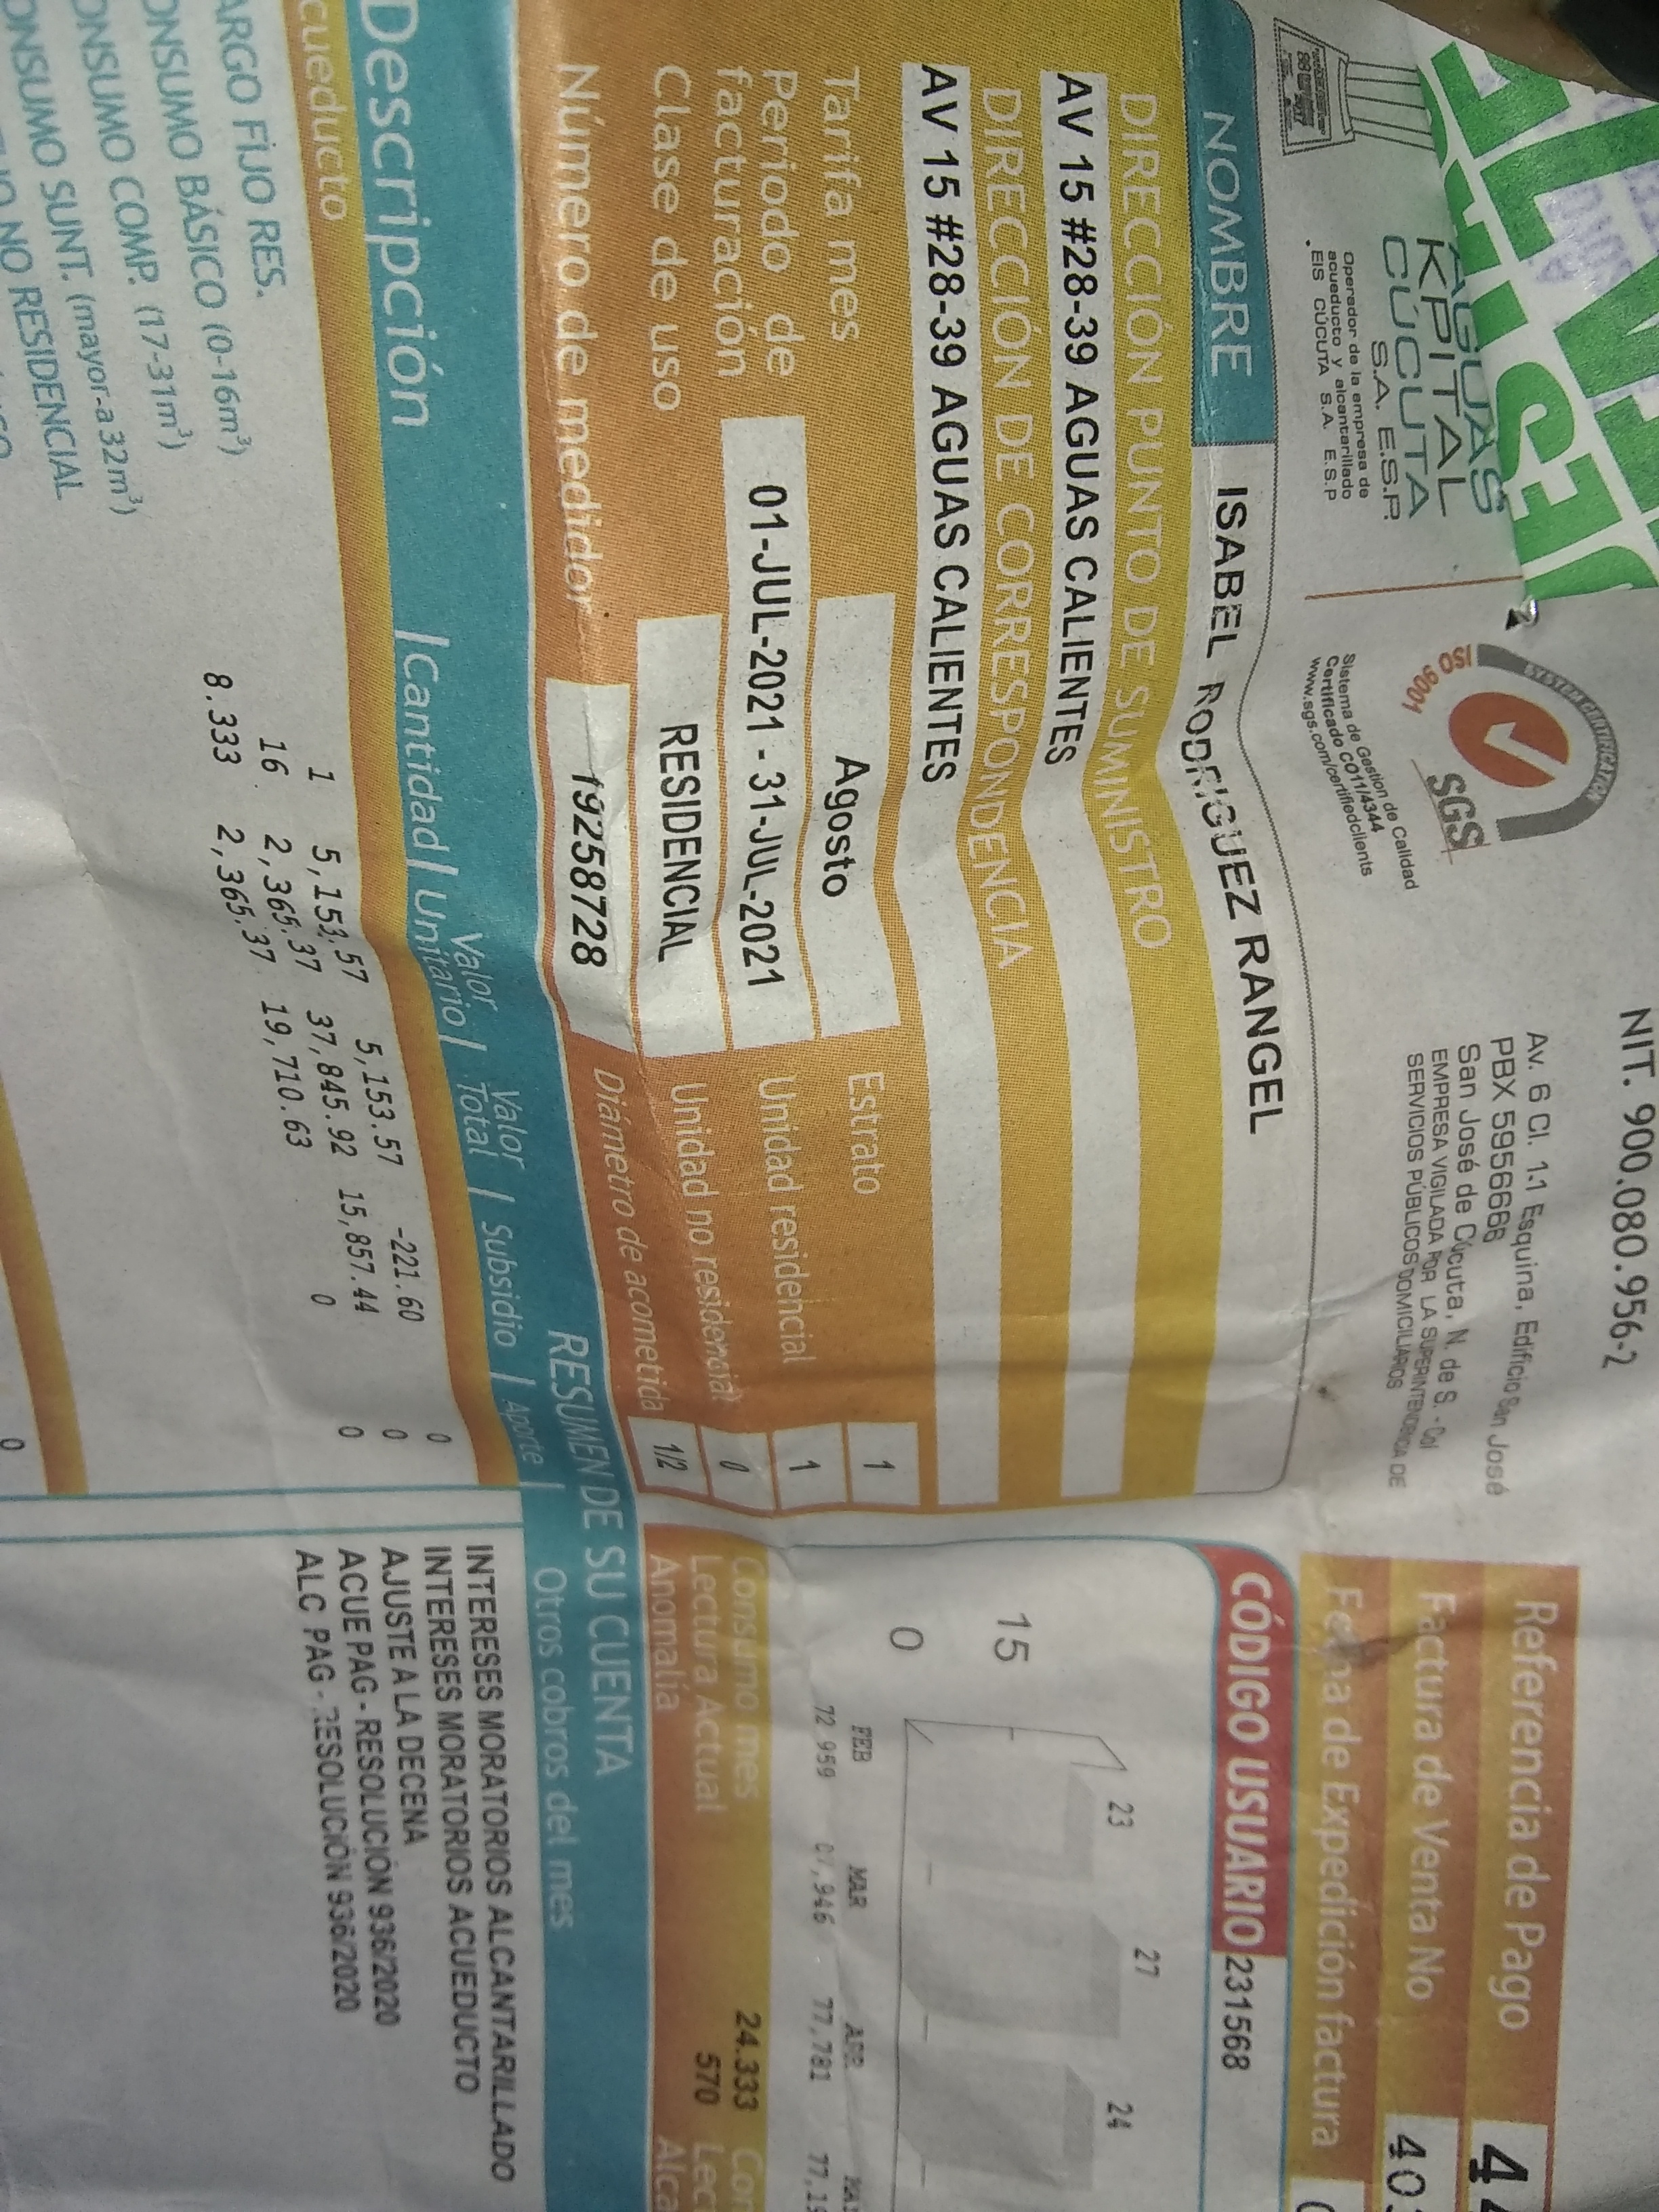 NIT. 900.080.956-2
AGUAS
KPITAL
CÚCUTA
S.A. E.S.P.
Operador de la empresa de
acueducto y alcantarillado
EIS CÚCUTA S.A. E.S.P
SYSTEM CERTIFICATION
ISO 9001
SGS
Sistema de Gestion de Calidad
Certificado CO11/4344
www.sgs.com/certifiedclients
Av. 6 Cl. 11 Esquina, Edificio San José
PBX 5956666
San José de Cúcuta, N. de S. - Col
EMPRESA VIGILADA POR LA SUPERINTENDENCIA DE
SERVICIOS PÚBLICOS DOMICILIARIOS
Referencia de Pago
Factura de Venta No
Fecha de Expedición factura
NOMBRE ISABEL RODRIGUEZ RANGEL
DIRECCIÓN PUNTO DE SUMINISTRO
AV 15 #28-39 AGUAS CALIENTES
DIRECCIÓN DE CORRESPONDENCIA
AV 15 #28-39 AGUAS CALIENTES
Tarifa mes Agosto Estrato 1
Periodo de
facturación 01-JUL-2021 - 31-JUL-2021 Unidad residencial 1
Clase de uso RESIDENCIAL Unidad no residencial 0
Número de medidor 19258728 Diámetro de acometida 1/2
CÓDIGO USUARIO 231568
23 27 24
15
0
FEB MAR APR
77,781
Consumo mes 24.333
Lectura Actual 570
Anomalía
RESUMEN DE SU CUENTA
Descripción |Cantidad| Valor Unitario| Valor Total | Subsidio | Aporte |
Otros cobros del mes
cueducto
ARGO FIJO RES. 1 5,153.57 5,153.57 -221.60 0
ONSUMO BÁSICO (0-16m³) 16 2,365.37 37,845.92 15,857.44 0
ONSUMO COMP. (17-31m³) 8.333 2,365.37 19,710.63 0 0
ONSUMO SUNT. (mayor a 32m³)
NO RESIDENCIAL
0
INTERESES MORATORIOS ALCANTARILLADO
INTERESES MORATORIOS ACUEDUCTO
AJUSTE A LA DECENA
ACUE PAG - RESOLUCIÓN 936/2020
ALC PAG - RESOLUCIÓN 936/2020